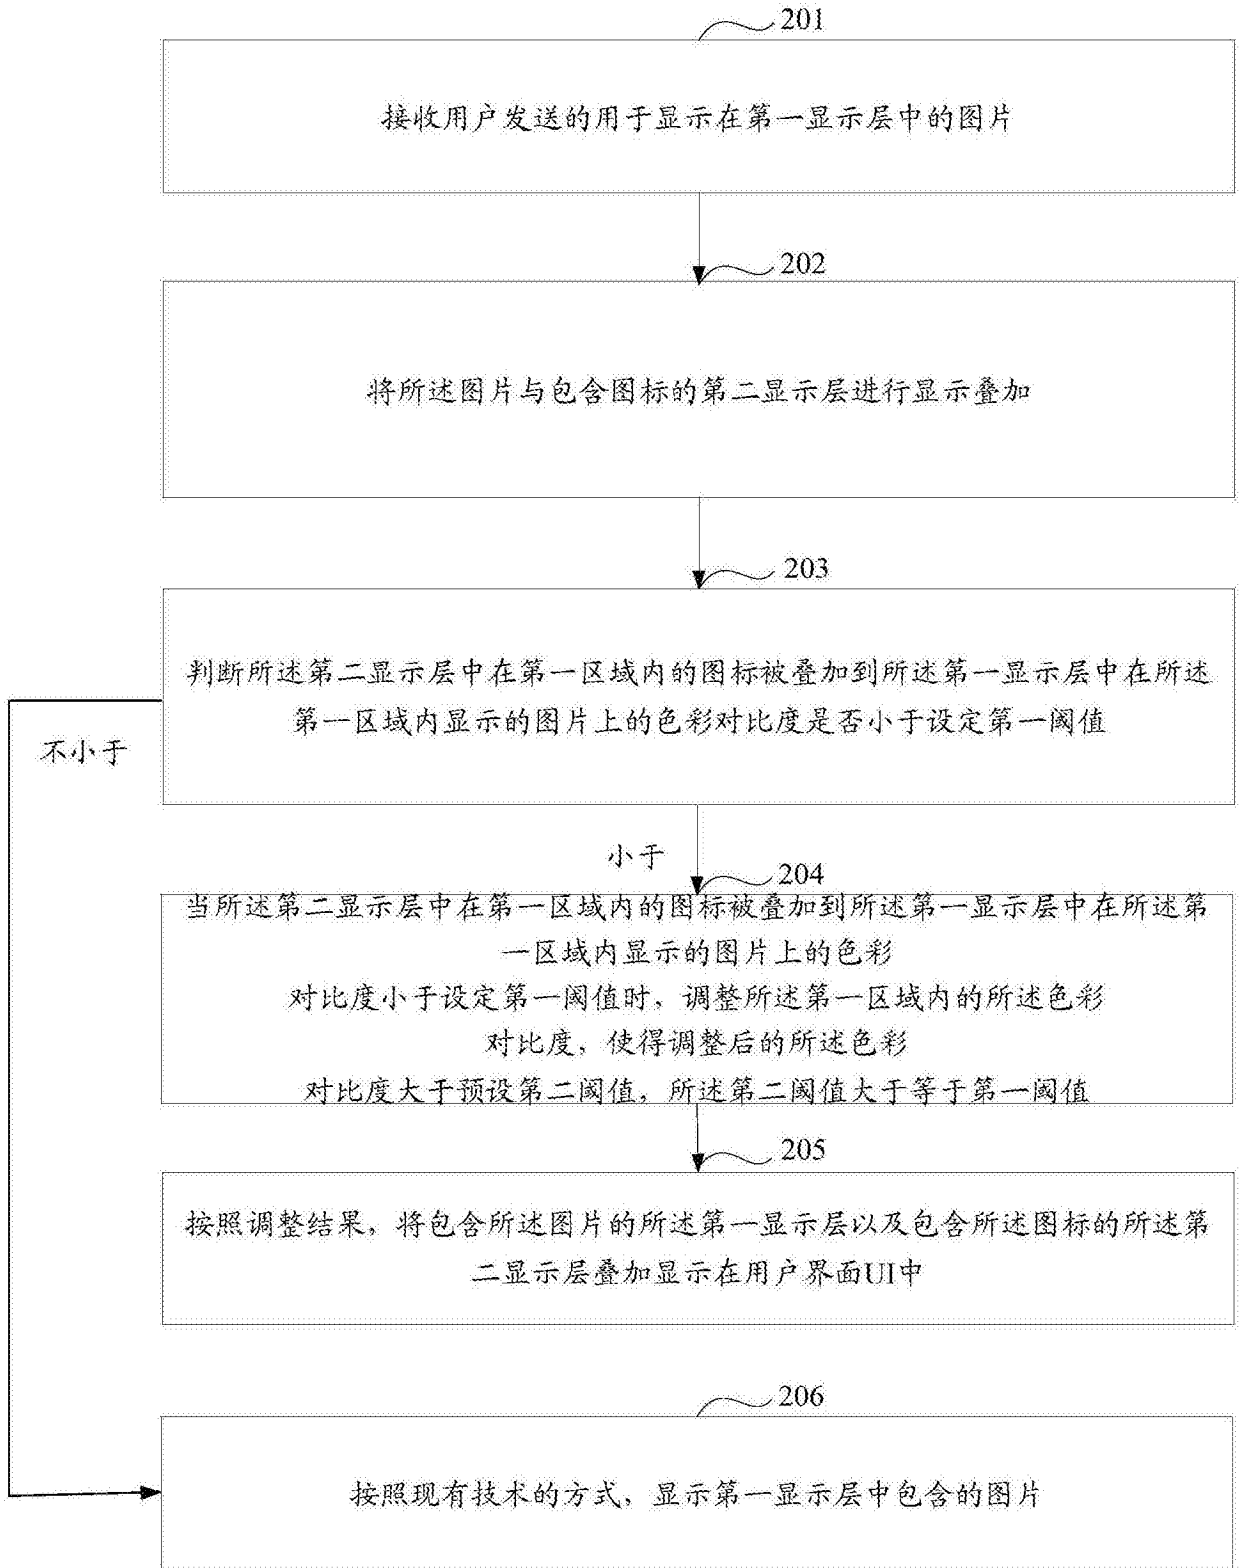 201
接收用户发送的用于显示在第一显示层中的图片
202
将所述图片与包含图标的第二显示层进行显示叠加
203
判断所述第二显示层中在第一区域内的图标被叠加到所述第一显示层中在所述
第一区域内显示的图片上的色彩对比度是否小于设定第一阈值
不小于
小于
204
当所述第二显示层中在第一区域内的图标被叠加到所述第一显示层中在所述第
一区域内显示的图片上的色彩
对比度小于设定第一阈值时，调整所述第一区域内的所述色彩
对比度，使得调整后的所述色彩
对比度大于预设第二阈值，所述第二阈值大于等于第一阈值
205
按照调整结果，将包含所述图片的所述第一显示层以及包含所述图标的所述第
二显示层叠加显示在用户界面UI中
206
按照现有技术的方式，显示第一显示层中包含的图片